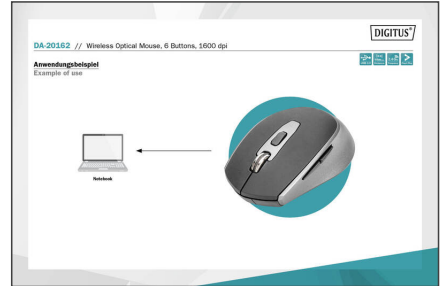 DIGITUS®
DA-20162 // Wireless Optical Mouse, 6 Buttons, 1600 dpi
Anwendungsbeispiel
Example of use
Notebook